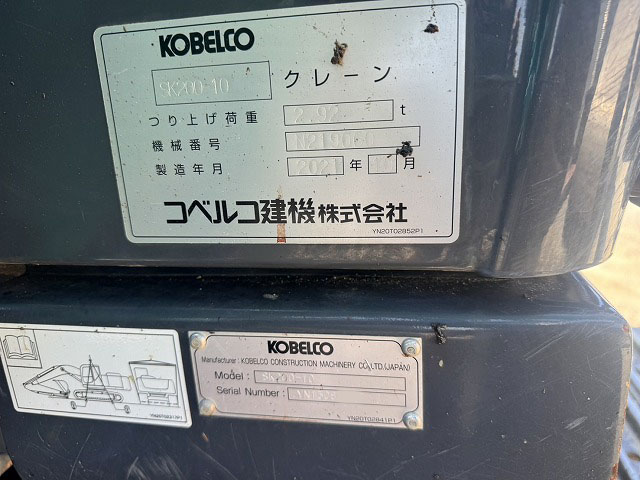 KOBELCO
SK200-10 クレーン
つり上げ荷重 2.92 t
機械番号
製造年月 2021 年 月
コベルコ建機株式会社
YN20T02852P1
KOBELCO
Manufacturer: KOBELCO CONSTRUCTION MACHINERY CO.,LTD.(JAPAN)
Model: SK200-10
Serial Number:
YN20T02841P1